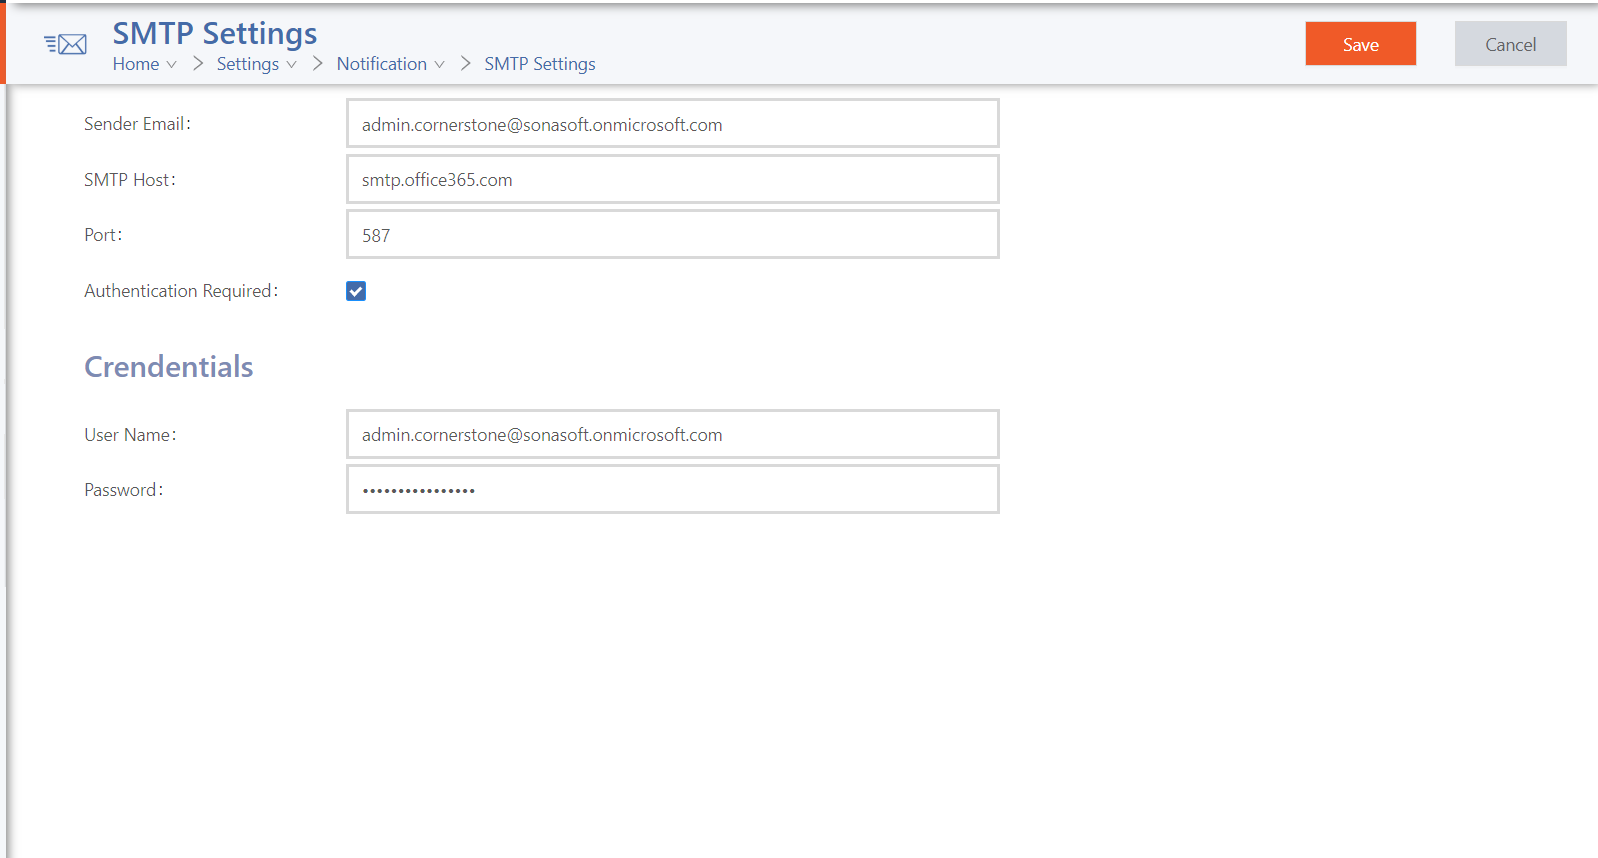 SMTP Settings
Home > Settings > Notification > SMTP Settings
Save
Cancel
Sender Email:
admin.cornerstone@sonasoft.onmicrosoft.com
SMTP Host:
smtp.office365.com
Port:
587
Authentication Required:
Crendentials
User Name:
admin.cornerstone@sonasoft.onmicrosoft.com
Password:
••••••••••••••••